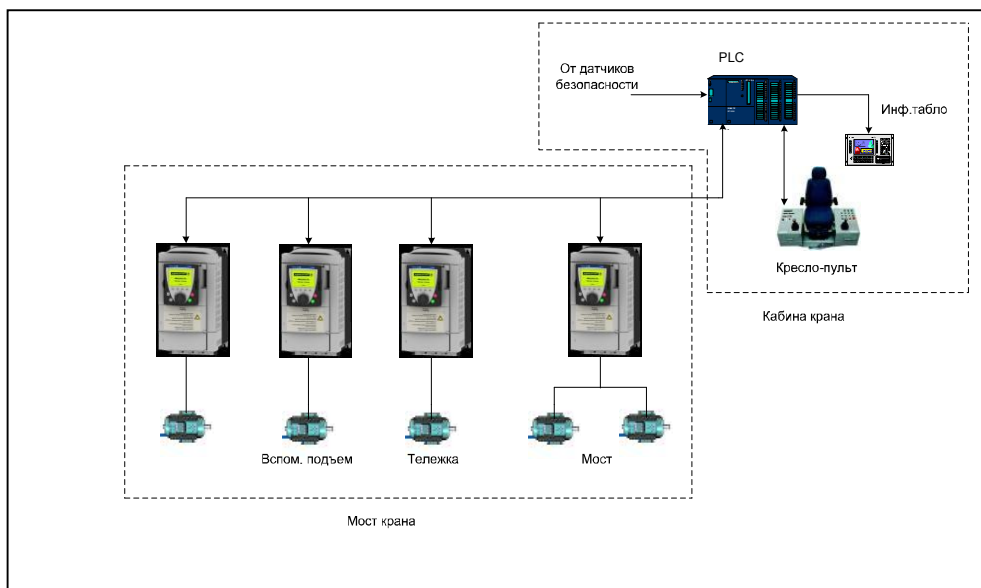 От датчиков
безопасности
PLC
Инф.табло
Кресло-пульт
Кабина крана
Вспом. подъем
Тележка
Мост
Мост крана